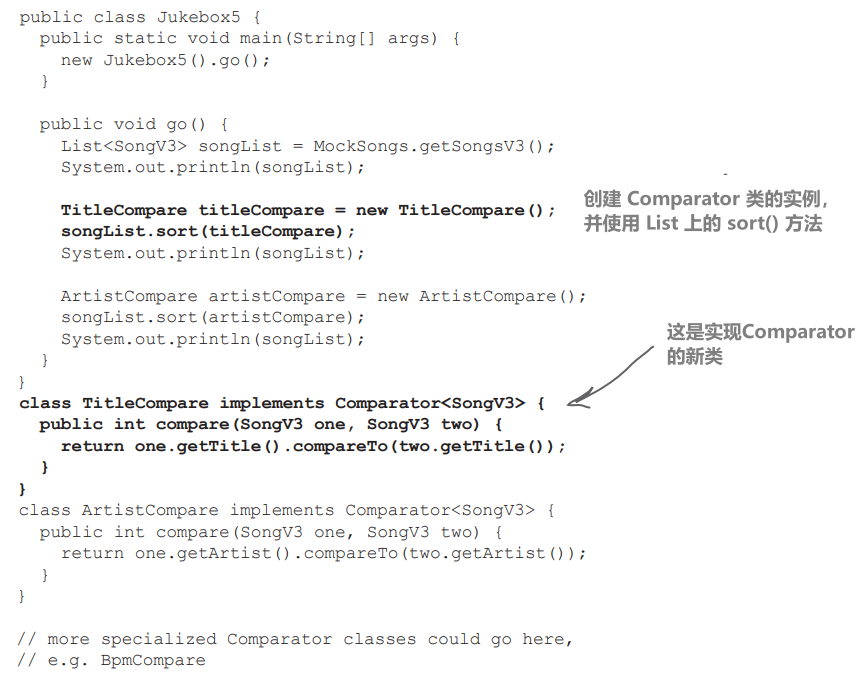 public class Jukebox5 {
  public static void main(String[] args) {
    new Jukebox5().go();
  }

  public void go() {
    List<SongV3> songList = MockSongs.getSongsV3();
    System.out.println(songList);

    TitleCompare titleCompare = new TitleCompare();
    songList.sort(titleCompare);
    System.out.println(songList);
创建 Comparator 类的实例，
并使用 List 上的 sort() 方法

    ArtistCompare artistCompare = new ArtistCompare();
    songList.sort(artistCompare);
    System.out.println(songList);
  }
}
这是实现Comparator
的新类
class TitleCompare implements Comparator<SongV3> {
  public int compare(SongV3 one, SongV3 two) {
    return one.getTitle().compareTo(two.getTitle());
  }
}
class ArtistCompare implements Comparator<SongV3> {
  public int compare(SongV3 one, SongV3 two) {
    return one.getArtist().compareTo(two.getArtist());
  }
}

// more specialized Comparator classes could go here,
// e.g. BpmCompare